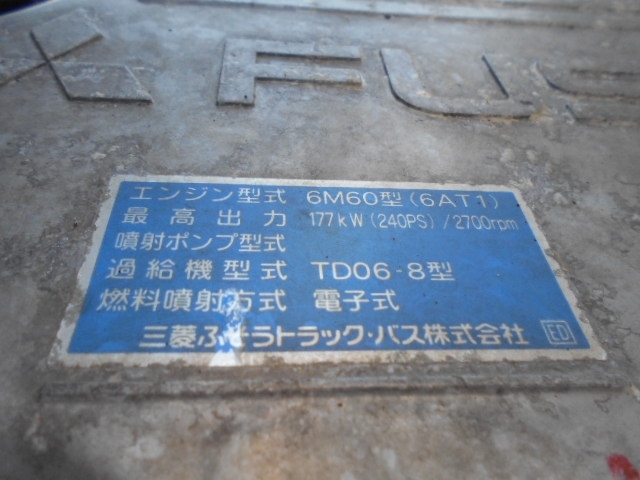 FUS
エンジン型式 6M60型(6AT1)
最高出力 177kW(240PS)/2700rpm
噴射ポンプ型式
過給機型式 TD06-8型
燃料噴射方式 電子式
三菱ふそうトラック・バス株式会社 ED